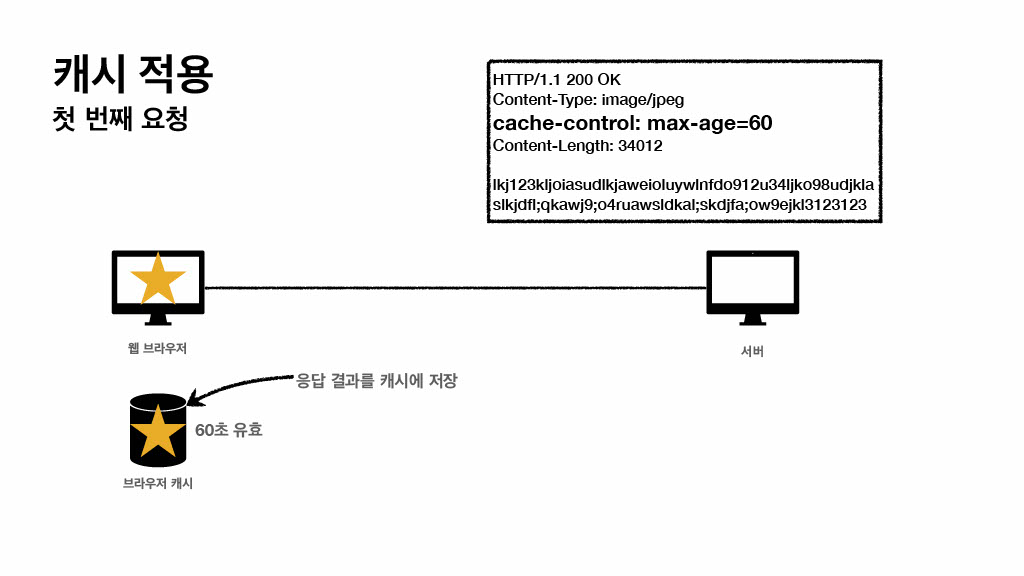 캐시 적용
첫 번째 요청
HTTP/1.1 200 OK
Content-Type: image/jpeg
cache-control: max-age=60
Content-Length: 34012
lkj123kljoiasudlkjaweioluywlnfdo912u34ljko98udjkla
slkjdfl;qkawj9;o4ruawsldkal;skdjfa;ow9ejkl3123123
웹 브라우저
서버
응답 결과를 캐시에 저장
60초 유효
브라우저 캐시